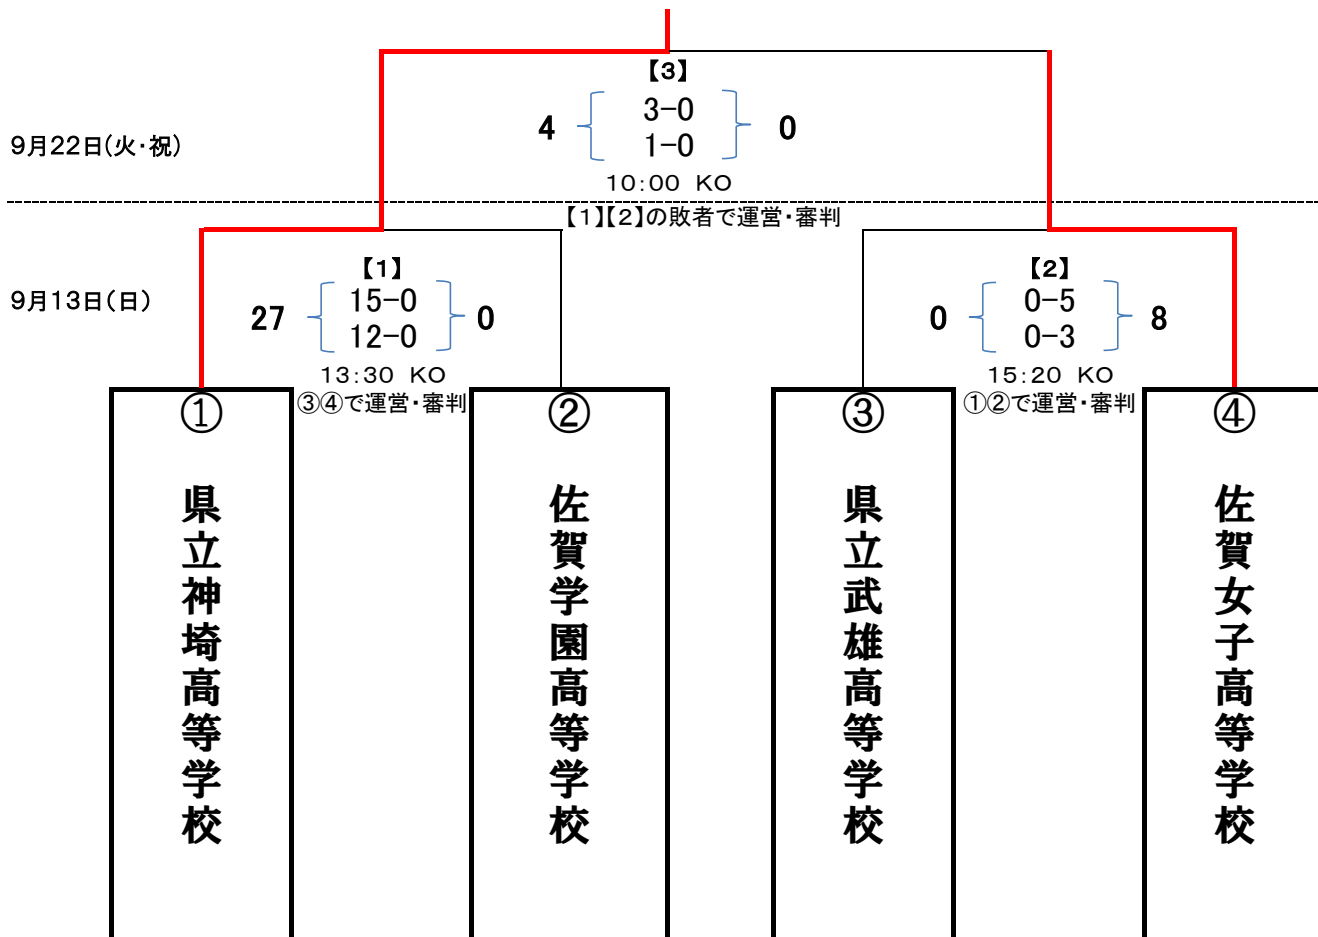 【3】
3-0
4 0
1-0
9月22日(火・祝)
10:00 KO
【1】【2】の敗者で運営・審判
【1】
【2】
9月13日(日)
15-0
27 0
12-0
0-5
0 8
0-3
13:30 KO
③④で運営・審判
15:20 KO
①②で運営・審判
①
県立神埼高等学校
②
佐賀学園高等学校
③
県立武雄高等学校
④
佐賀女子高等学校